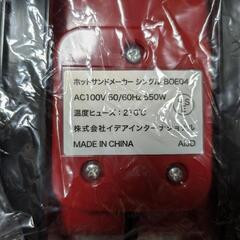 ホットサンドメーカー シングル BOE04
AC100V 50/60Hz 550W
温度ヒューズ:
株式会社イデアインターナショナル
MADE IN CHINA